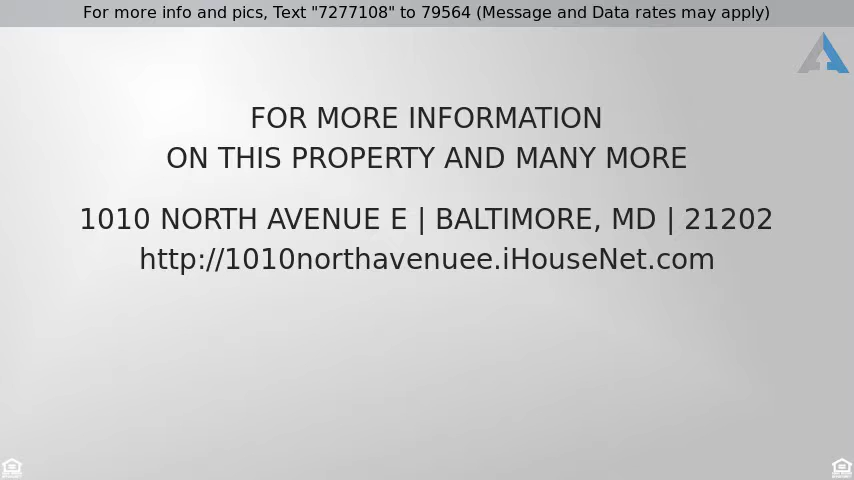 For more info and pics, Text "7277108" to 79564 (Message and Data rates may apply)
FOR MORE INFORMATION
ON THIS PROPERTY AND MANY MORE
1010 NORTH AVENUE E | BALTIMORE, MD | 21202
http://1010northavenuee.iHouseNet.com